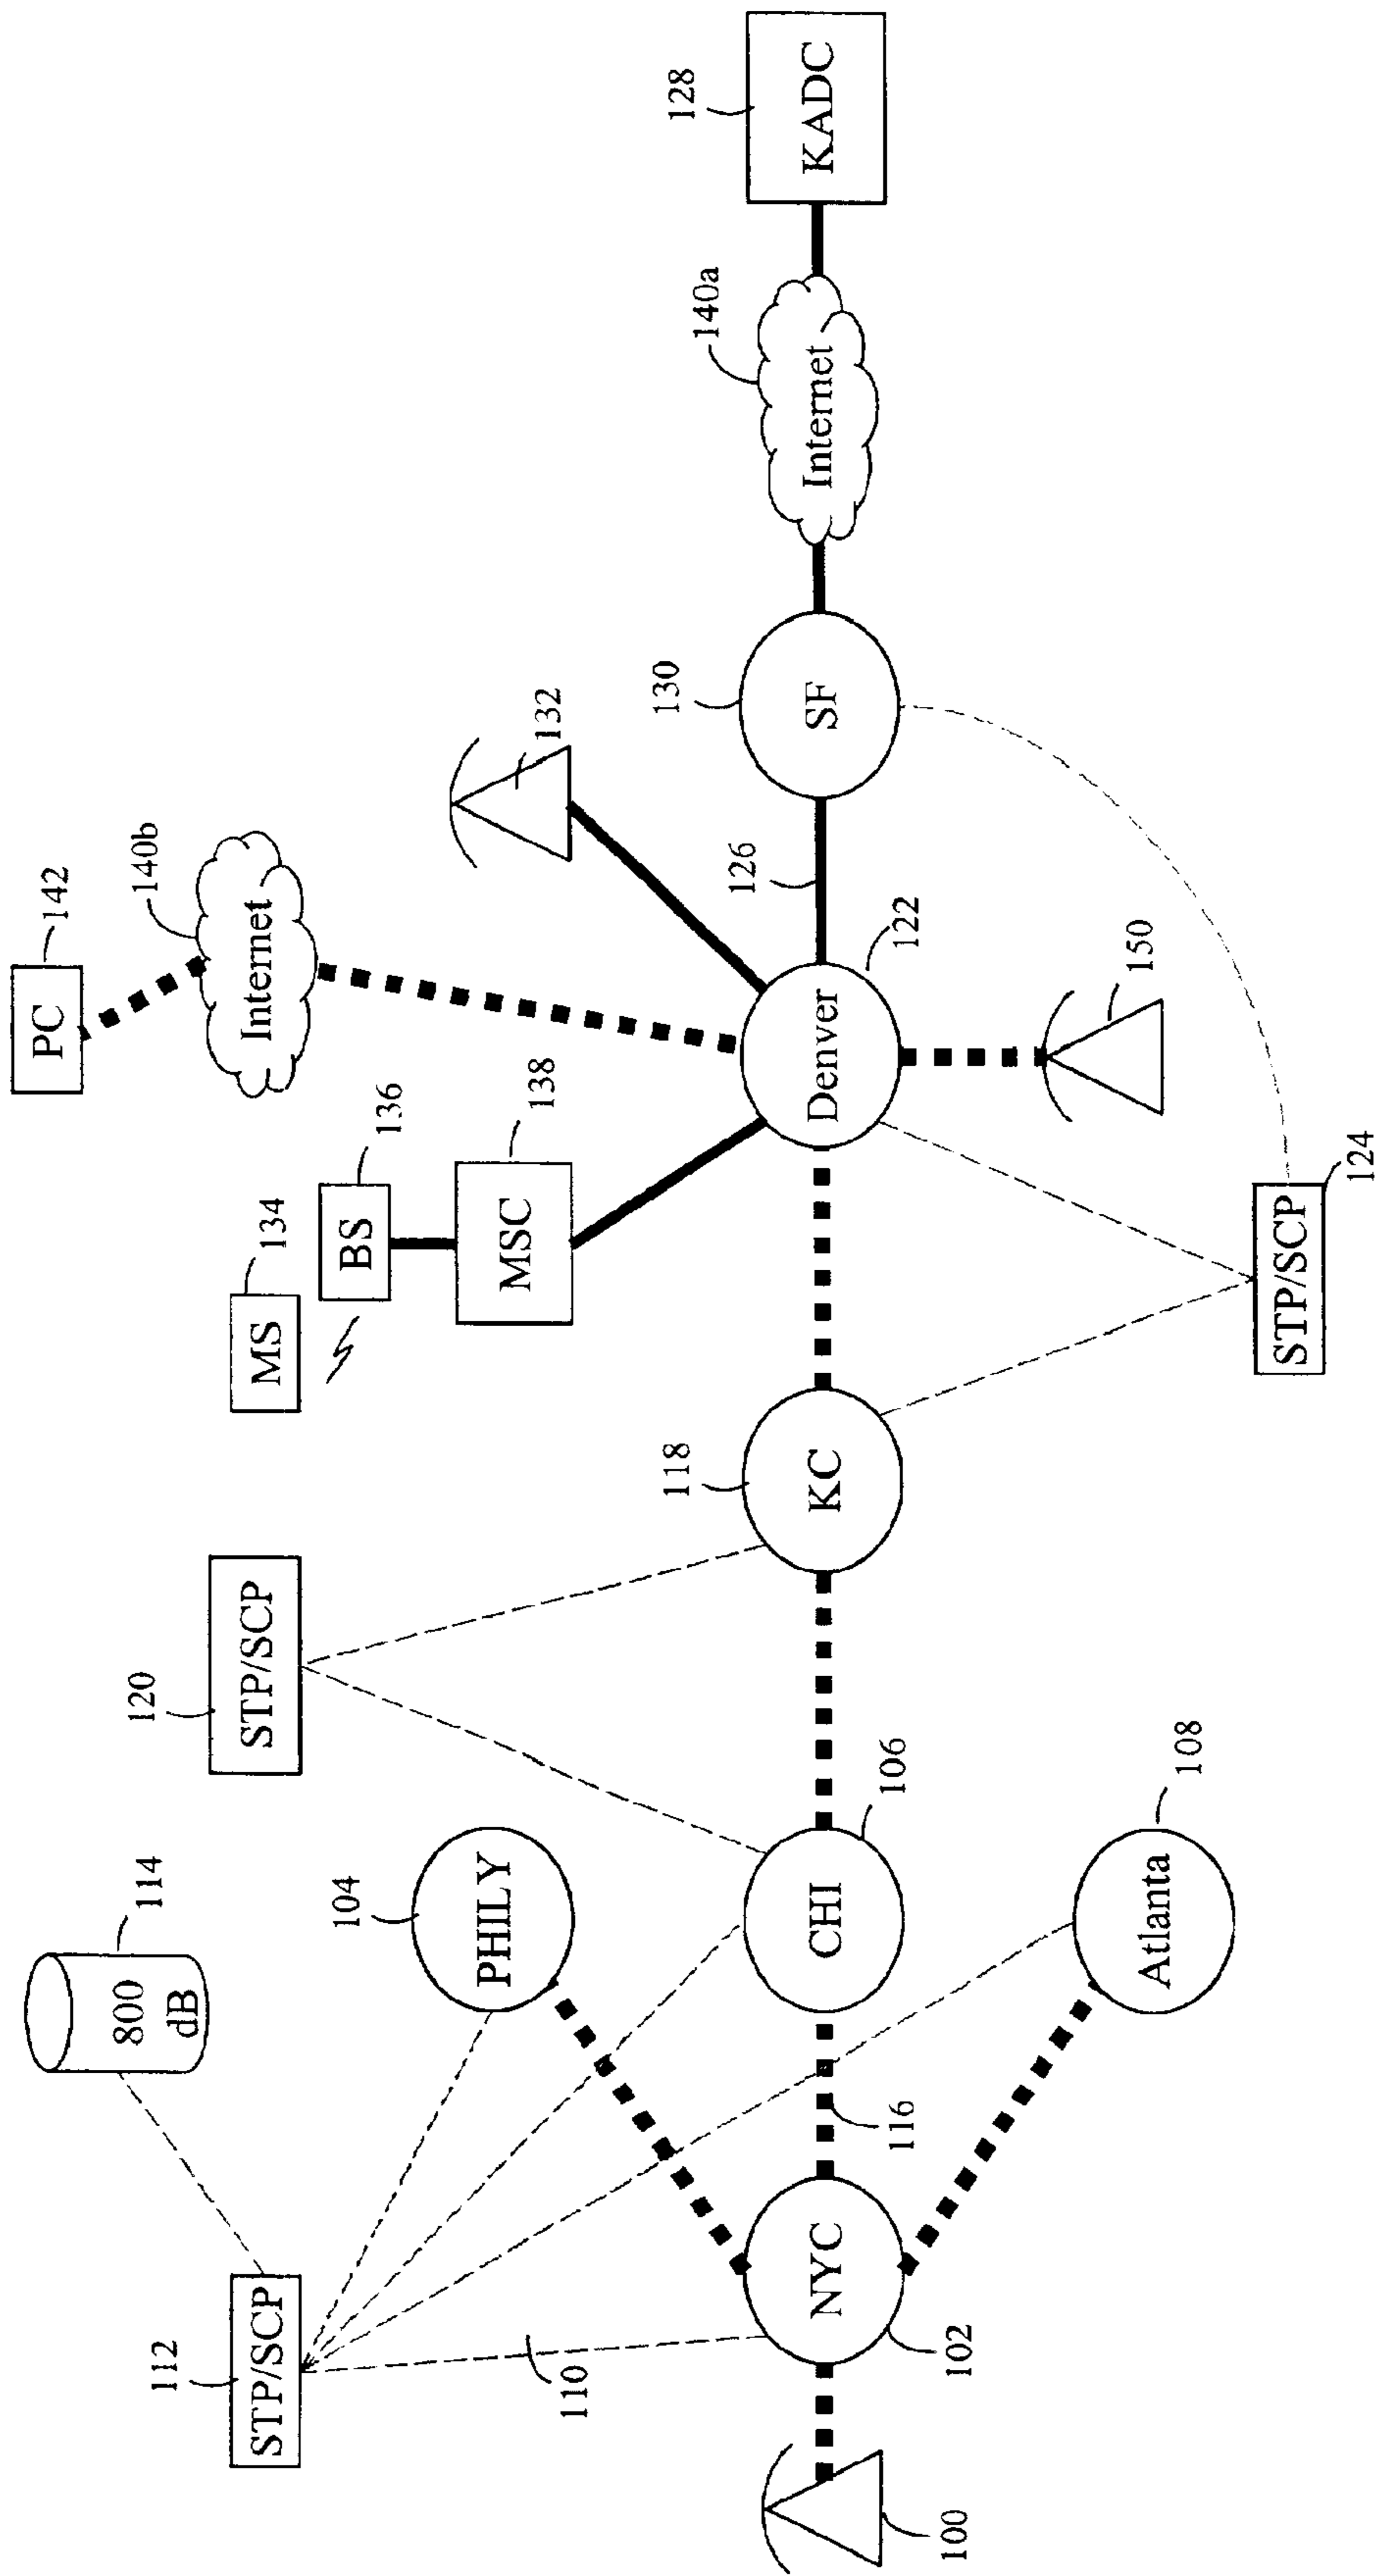 112
STP/SCP
114
800
dB
110
104
PHILY
120
STP/SCP
MS
134
BS
136
MSC
138
PC
142
Internet
140b
132
100
NYC
102
116
CHI
106
118
KC
Denver
122
126
130
SF
Internet
140a
128
KADC
Atlanta
108
STP/SCP
124
150